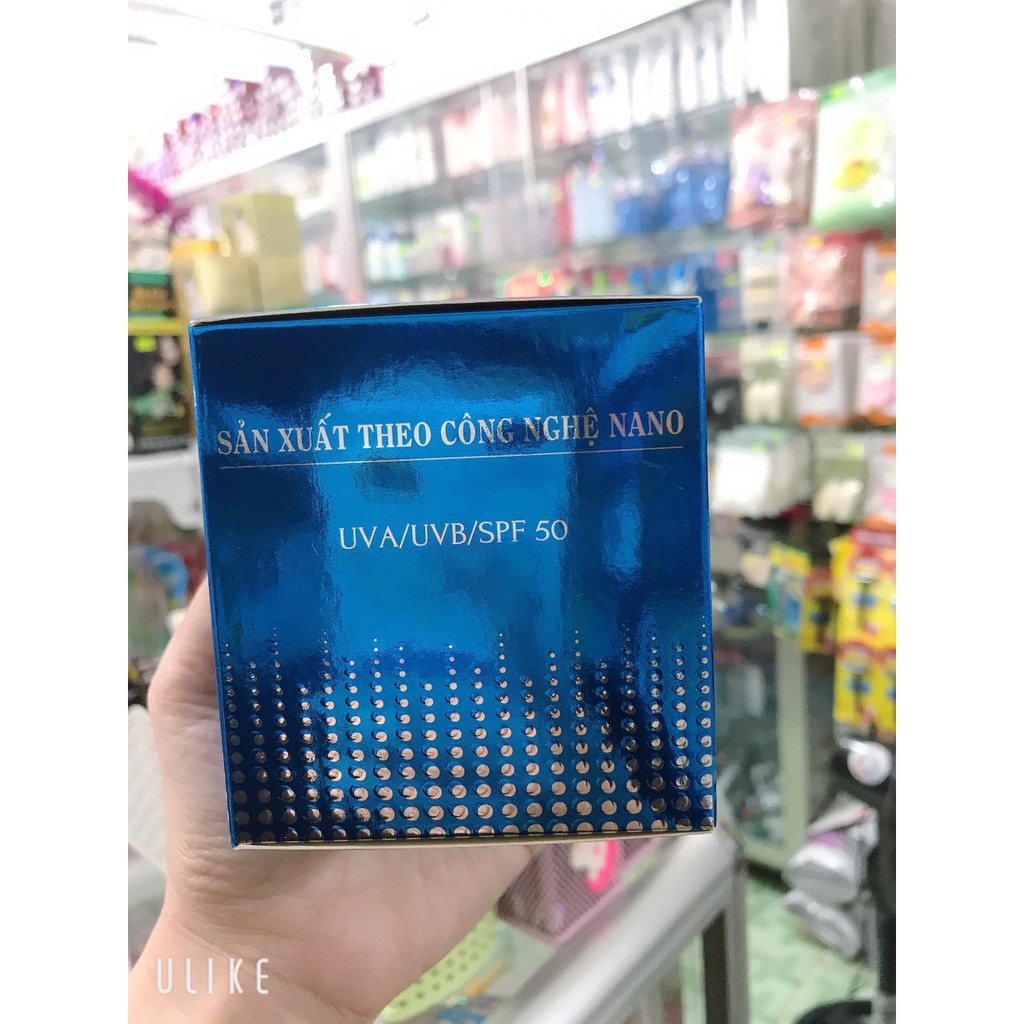 SẢN XUẤT THEO CÔNG NGHỆ NANO
UVA/UVB/SPF 50
ULIKE